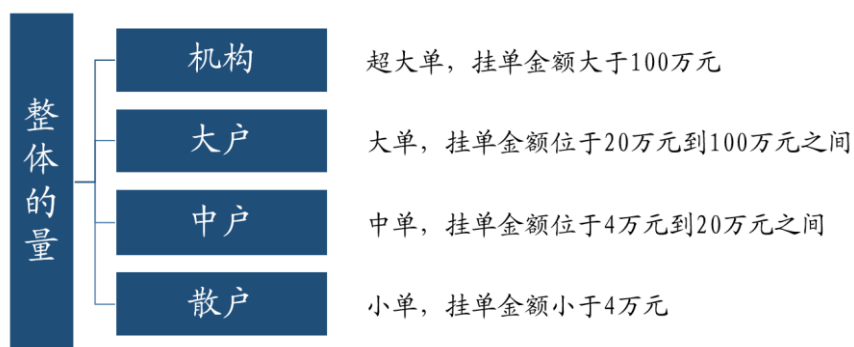 整体的量
机构
超大单，挂单金额大于100万元
大户
大单，挂单金额位于20万元到100万元之间
中户
中单，挂单金额位于4万元到20万元之间
散户
小单，挂单金额小于4万元